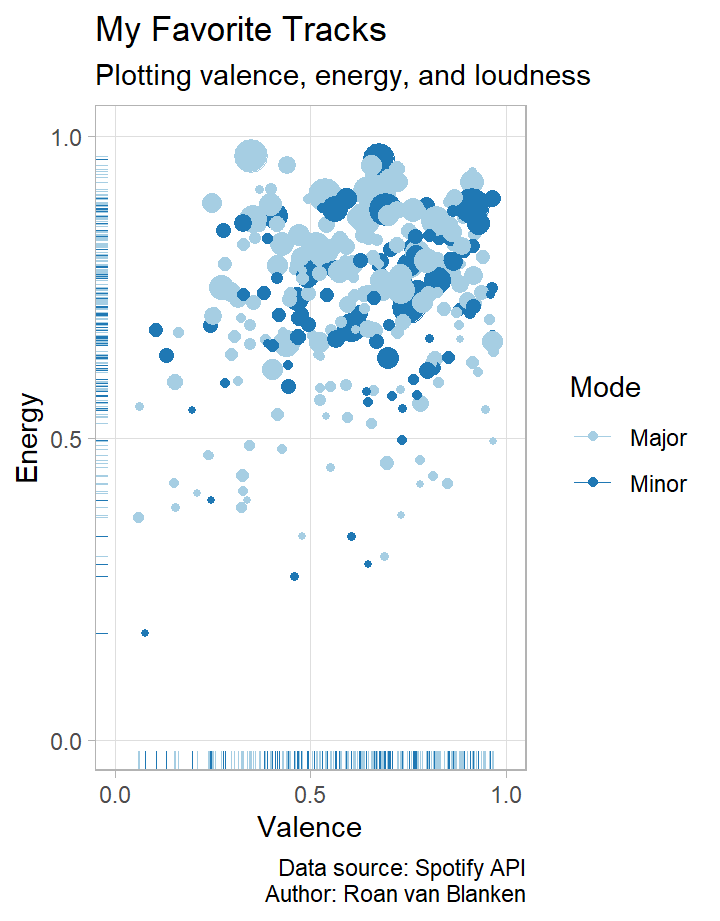 My Favorite Tracks
Plotting valence, energy, and loudness
1.0
0.5
0.0
Energy
0.0 0.5 1.0
Valence
Mode
Major
Minor
Data source: Spotify API
Author: Roan van Blanken